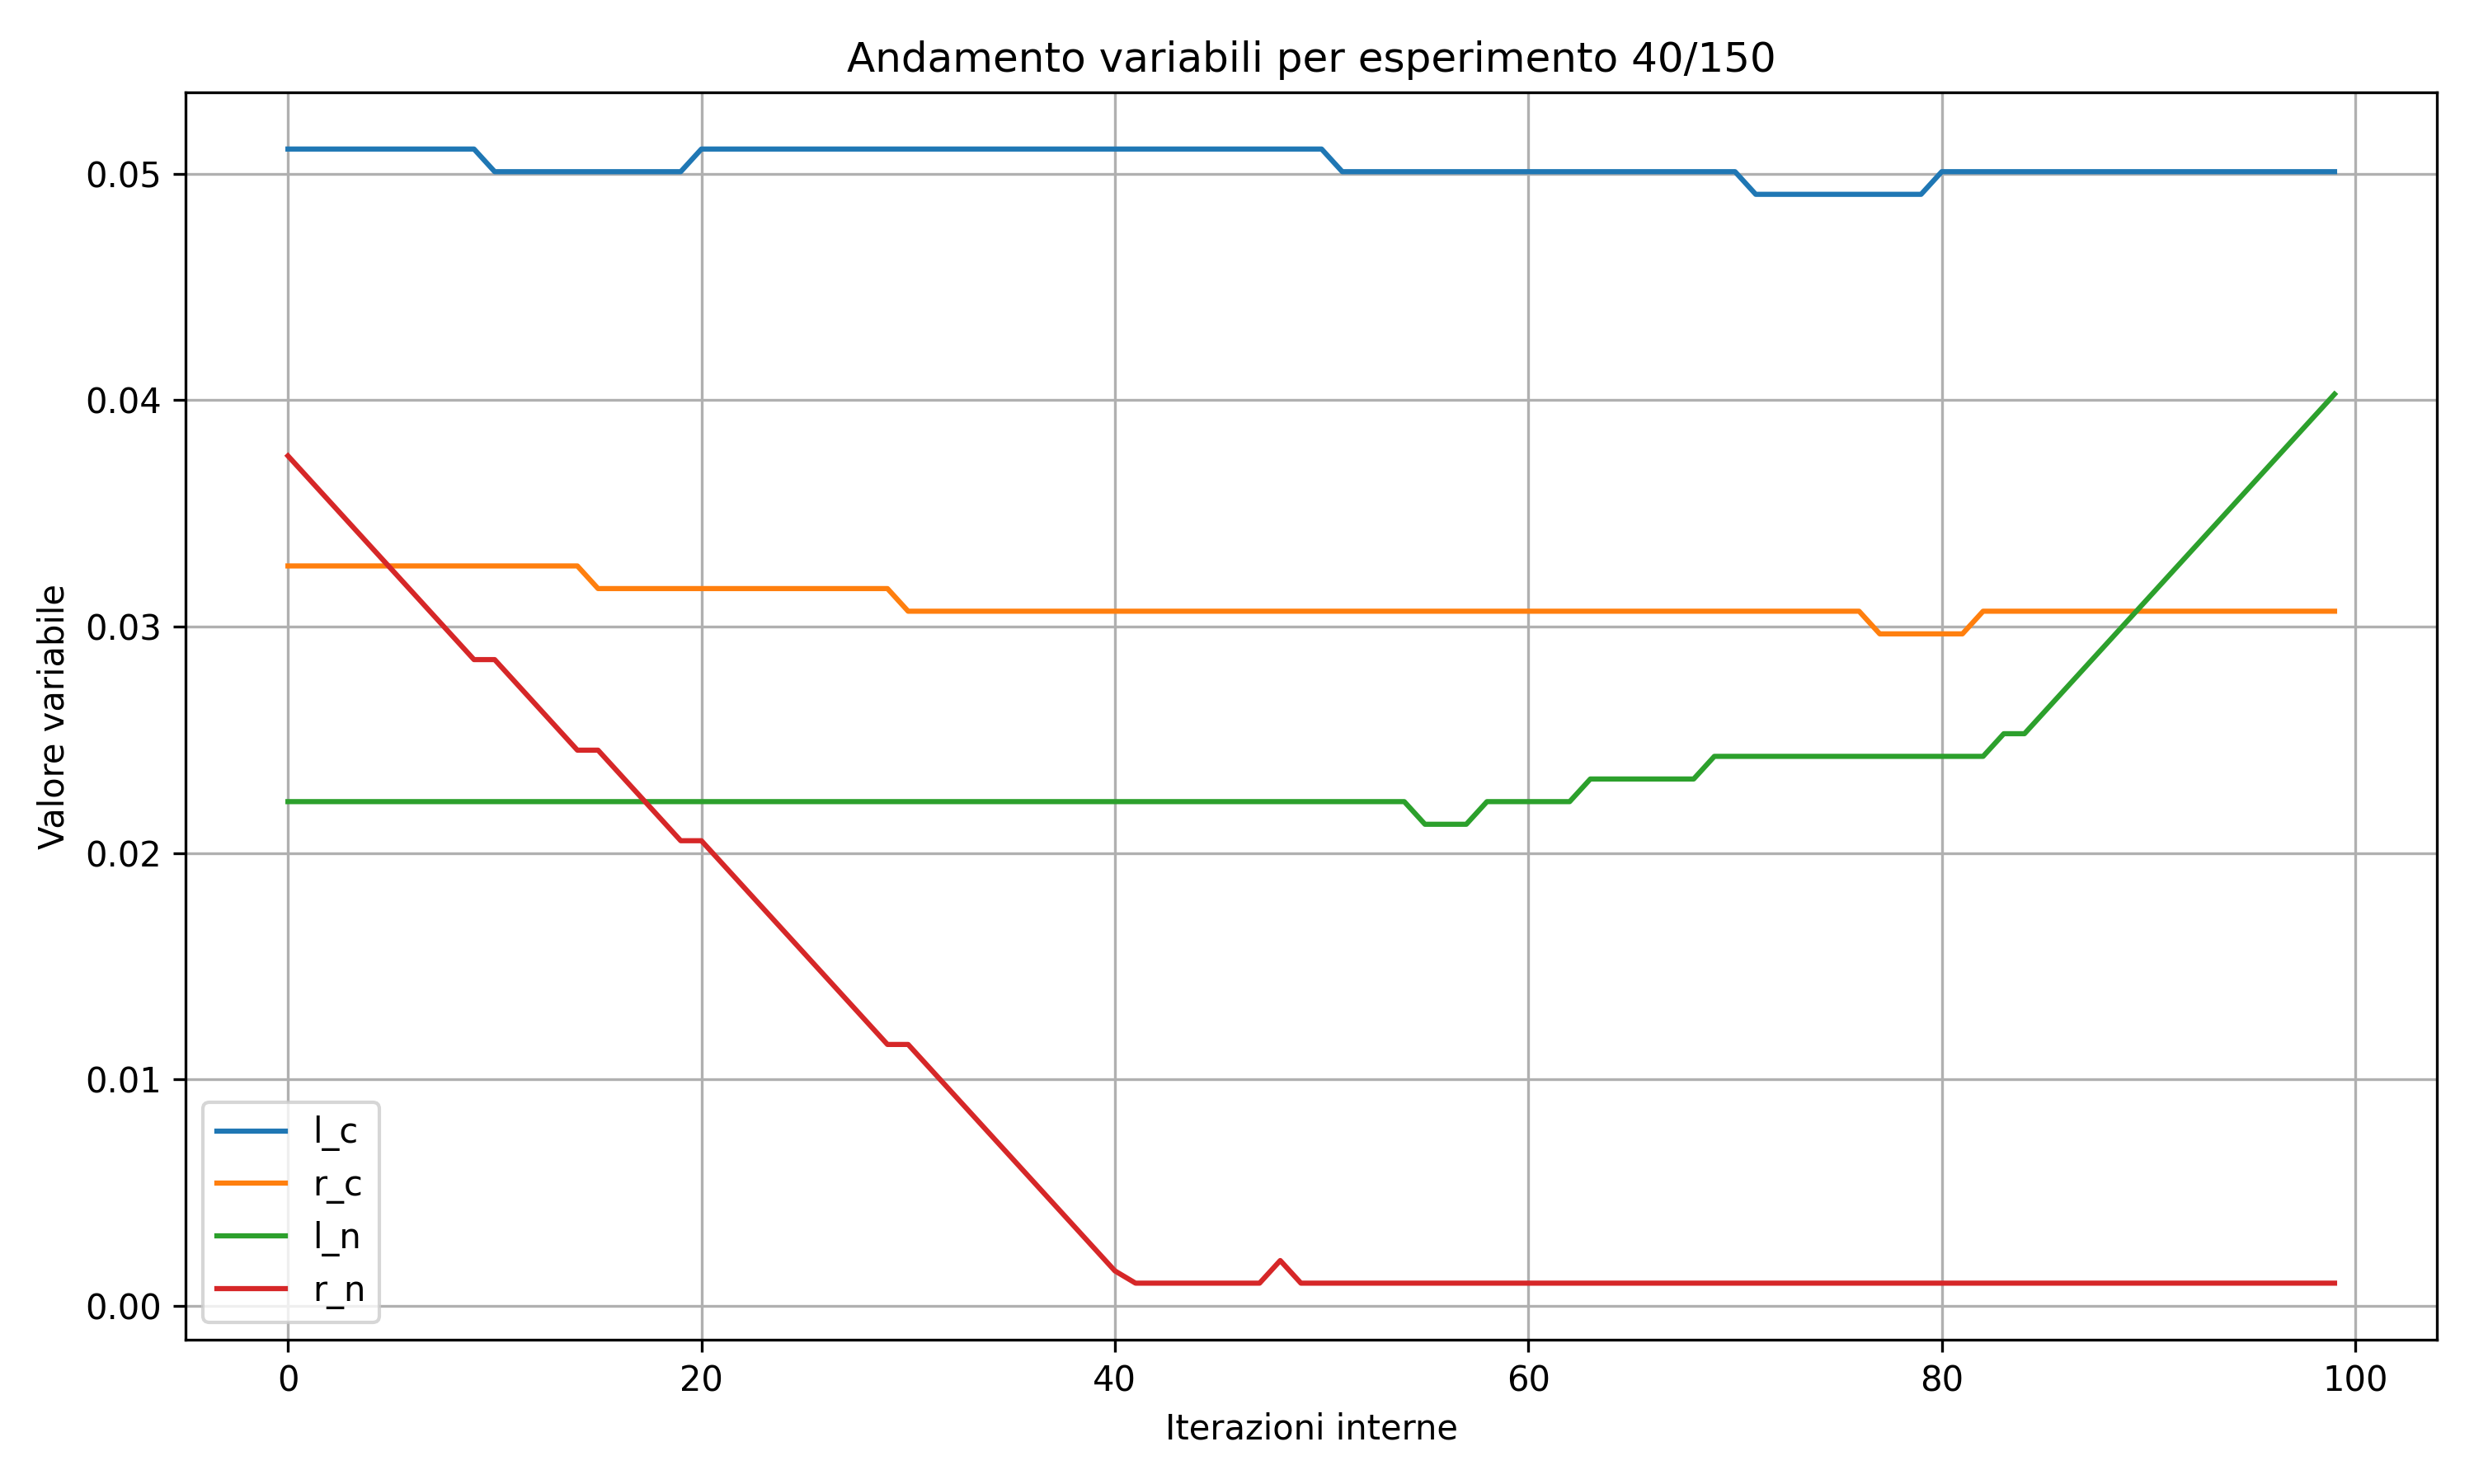 Andamento variabili per esperimento 40/150
Valore variabile
0.05
0.04
0.03
0.02
0.01
0.00
l_c
r_c
l_n
r_n
0 20 40 60 80 100
Iterazioni interne